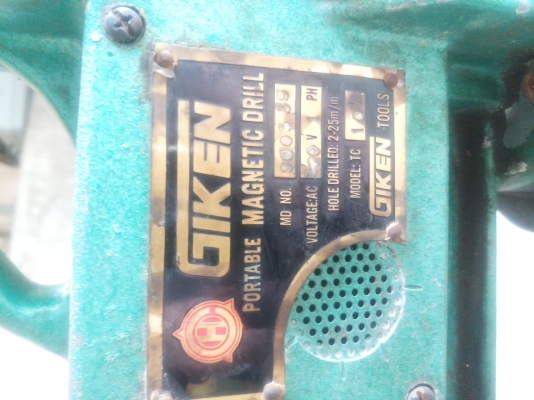 GIKEN
PORTABLE MAGNETIC DRILL
MD NO.
VOLTAGE:AC V PH
HOLE DRILLED: 2-25m/m
MODEL: TC
GIKEN TOOLS